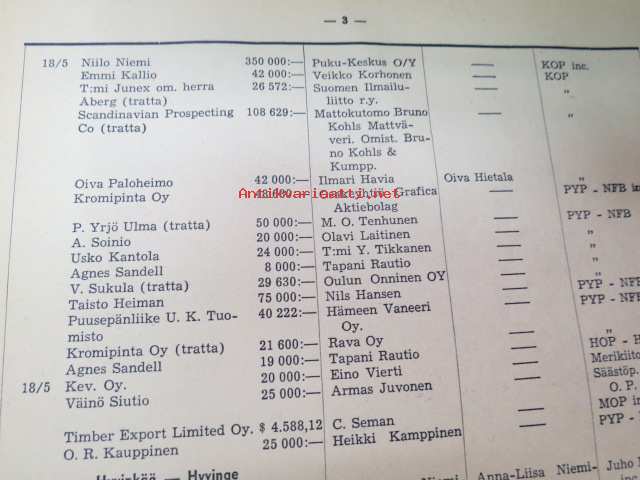 — 3 —
18/5 Niilo Niemi 350 000:— Puku-Keskus O/Y — KOP inc.
Emmi Kallio 42 000:— Veikko Korhonen — KOP
T:mi Junex om. herra 26 572:— Suomen Ilmailu- — „
Åberg (tratta) liitto r.y.
Scandinavian Prospecting 108 629:— Mattokutomo Bruno — „
Co (tratta) Kohls Mattvä-
veri. Omist. Bru-
no Kohls &
Kumpp.
Oiva Paloheimo 42 000:— Ilmari Havia Oiva Hietala „
Kromipinta Oy Grafica — PYP - NFB in
Antikvariaatti.net
Aktiebolag
P. Yrjö Ulma (tratta) 50 000:— M. O. Tenhunen — PYP - NFB
A. Soinio 20 000:— Olavi Laitinen — „
Usko Kantola 24 000:— T:mi Y. Tikkanen — „
Agnes Sandell 8 000:— Tapani Rautio — „
V. Sukula (tratta) 29 630:— Oulun Onninen OY — PYP - NFB
Taisto Heiman 75 000:— Nils Hansen — PYP - NF
Puusepänliike U. K. Tuo- 40 222:— Hämeen Vaneeri —
misto Oy. „
Kromipinta Oy (tratta) 21 600:— Rava Oy — HOP - H
Agnes Sandell 19 000:— Tapani Rautio — Merikiito
18/5 Kev. Oy. 20 000:— Eino Vierti — Säästöp.
Väinö Siutio 25 000:— Armas Juvonen — O. P.
MOP in
Timber Export Limited Oy. $ 4.588,12 C. Seman — PYP -
O. R. Kauppinen 25 000:— Heikki Kamppinen —
Hyvinkää — Hyvinge
Niemi Anna-Liisa Niemi- Juho